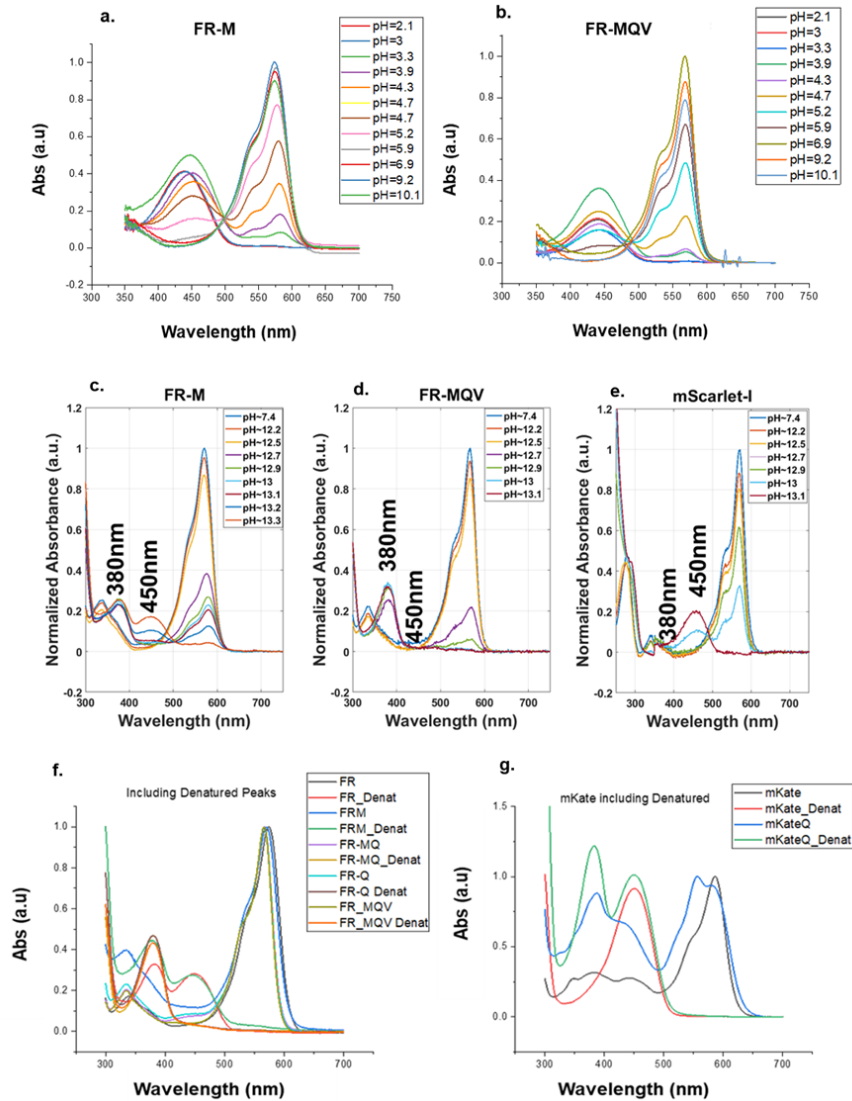 a.
FR-M
Abs (a.u)
1.0
0.8
0.6
0.4
0.2
0.0
-0.2
300 350 400 450 500 550 600 650 700 750
Wavelength (nm)
pH=2.1
pH=3
pH=3.3
pH=3.9
pH=4.3
pH=4.7
pH=4.7
pH=5.2
pH=5.9
pH=6.9
pH=9.2
pH=10.1
b.
FR-MQV
Abs (a.u)
1.0
0.8
0.6
0.4
0.2
0.0
300 350 400 450 500 550 600 650 700 750
Wavelength (nm)
pH=2.1
pH=3
pH=3.3
pH=3.9
pH=4.3
pH=4.7
pH=5.2
pH=5.9
pH=6.9
pH=9.2
pH=10.1
c.
FR-M
Normalized Absorbance (a.u.)
1.2
1
0.8
0.6
0.4
0.2
0
-0.2
300 400 500 600 700
Wavelength (nm)
380nm
450nm
pH~7.4
pH~12.2
pH~12.5
pH~12.7
pH~12.9
pH~13
pH~13.1
pH~13.2
pH~13.3
d.
FR-MQV
Normalized Absorbance (a.u.)
1.2
1
0.8
0.6
0.4
0.2
0
-0.2
300 400 500 600 700
Wavelength (nm)
380nm
450nm
pH~7.4
pH~12.2
pH~12.5
pH~12.7
pH~12.9
pH~13
pH~13.1
e.
mScarlet-I
Normalized Absorbance (a.u.)
1.2
1
0.8
0.6
0.4
0.2
0
-0.2
300 400 500 600 700
Wavelength (nm)
380nm
450nm
pH~7.4
pH~12.2
pH~12.5
pH~12.7
pH~12.9
pH~13
pH~13.1
f.
Including Denatured Peaks
Abs (a.u)
1.0
0.8
0.6
0.4
0.2
0.0
300 400 500 600 700
Wavelength (nm)
FR
FR_Denat
FRM
FRM_Denat
FR-MQ
FR-MQ_Denat
FR-Q
FR-Q Denat
FR_MQV
FR_MQV Denat
g.
mKate including Denatured
Abs (a.u)
1.5
1.0
0.5
0.0
300 400 500 600 700
Wavelength (nm)
mKate
mKate_Denat
mKateQ
mKateQ_Denat